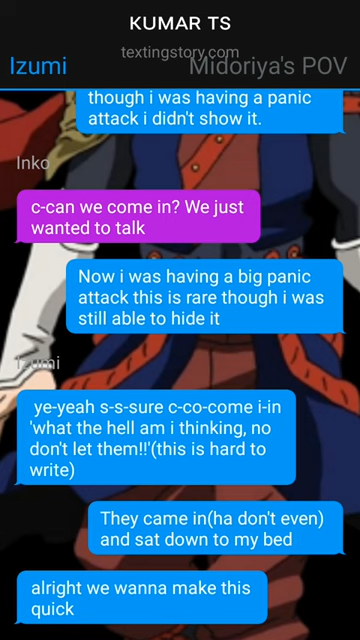 KUMAR TS
textingstory.com
Izumi
Midoriya's POV
though i was having a panic
attack i didn't show it.
Inko
c-can we come in? We just
wanted to talk
Now i was having a big panic
attack this is rare though i was
still able to hide it
Izumi
ye-yeah s-s-sure c-co-come i-in
'what the hell am i thinking, no
don't let them!!'(this is hard to
write)
They came in(ha don't even)
and sat down to my bed
alright we wanna make this
quick